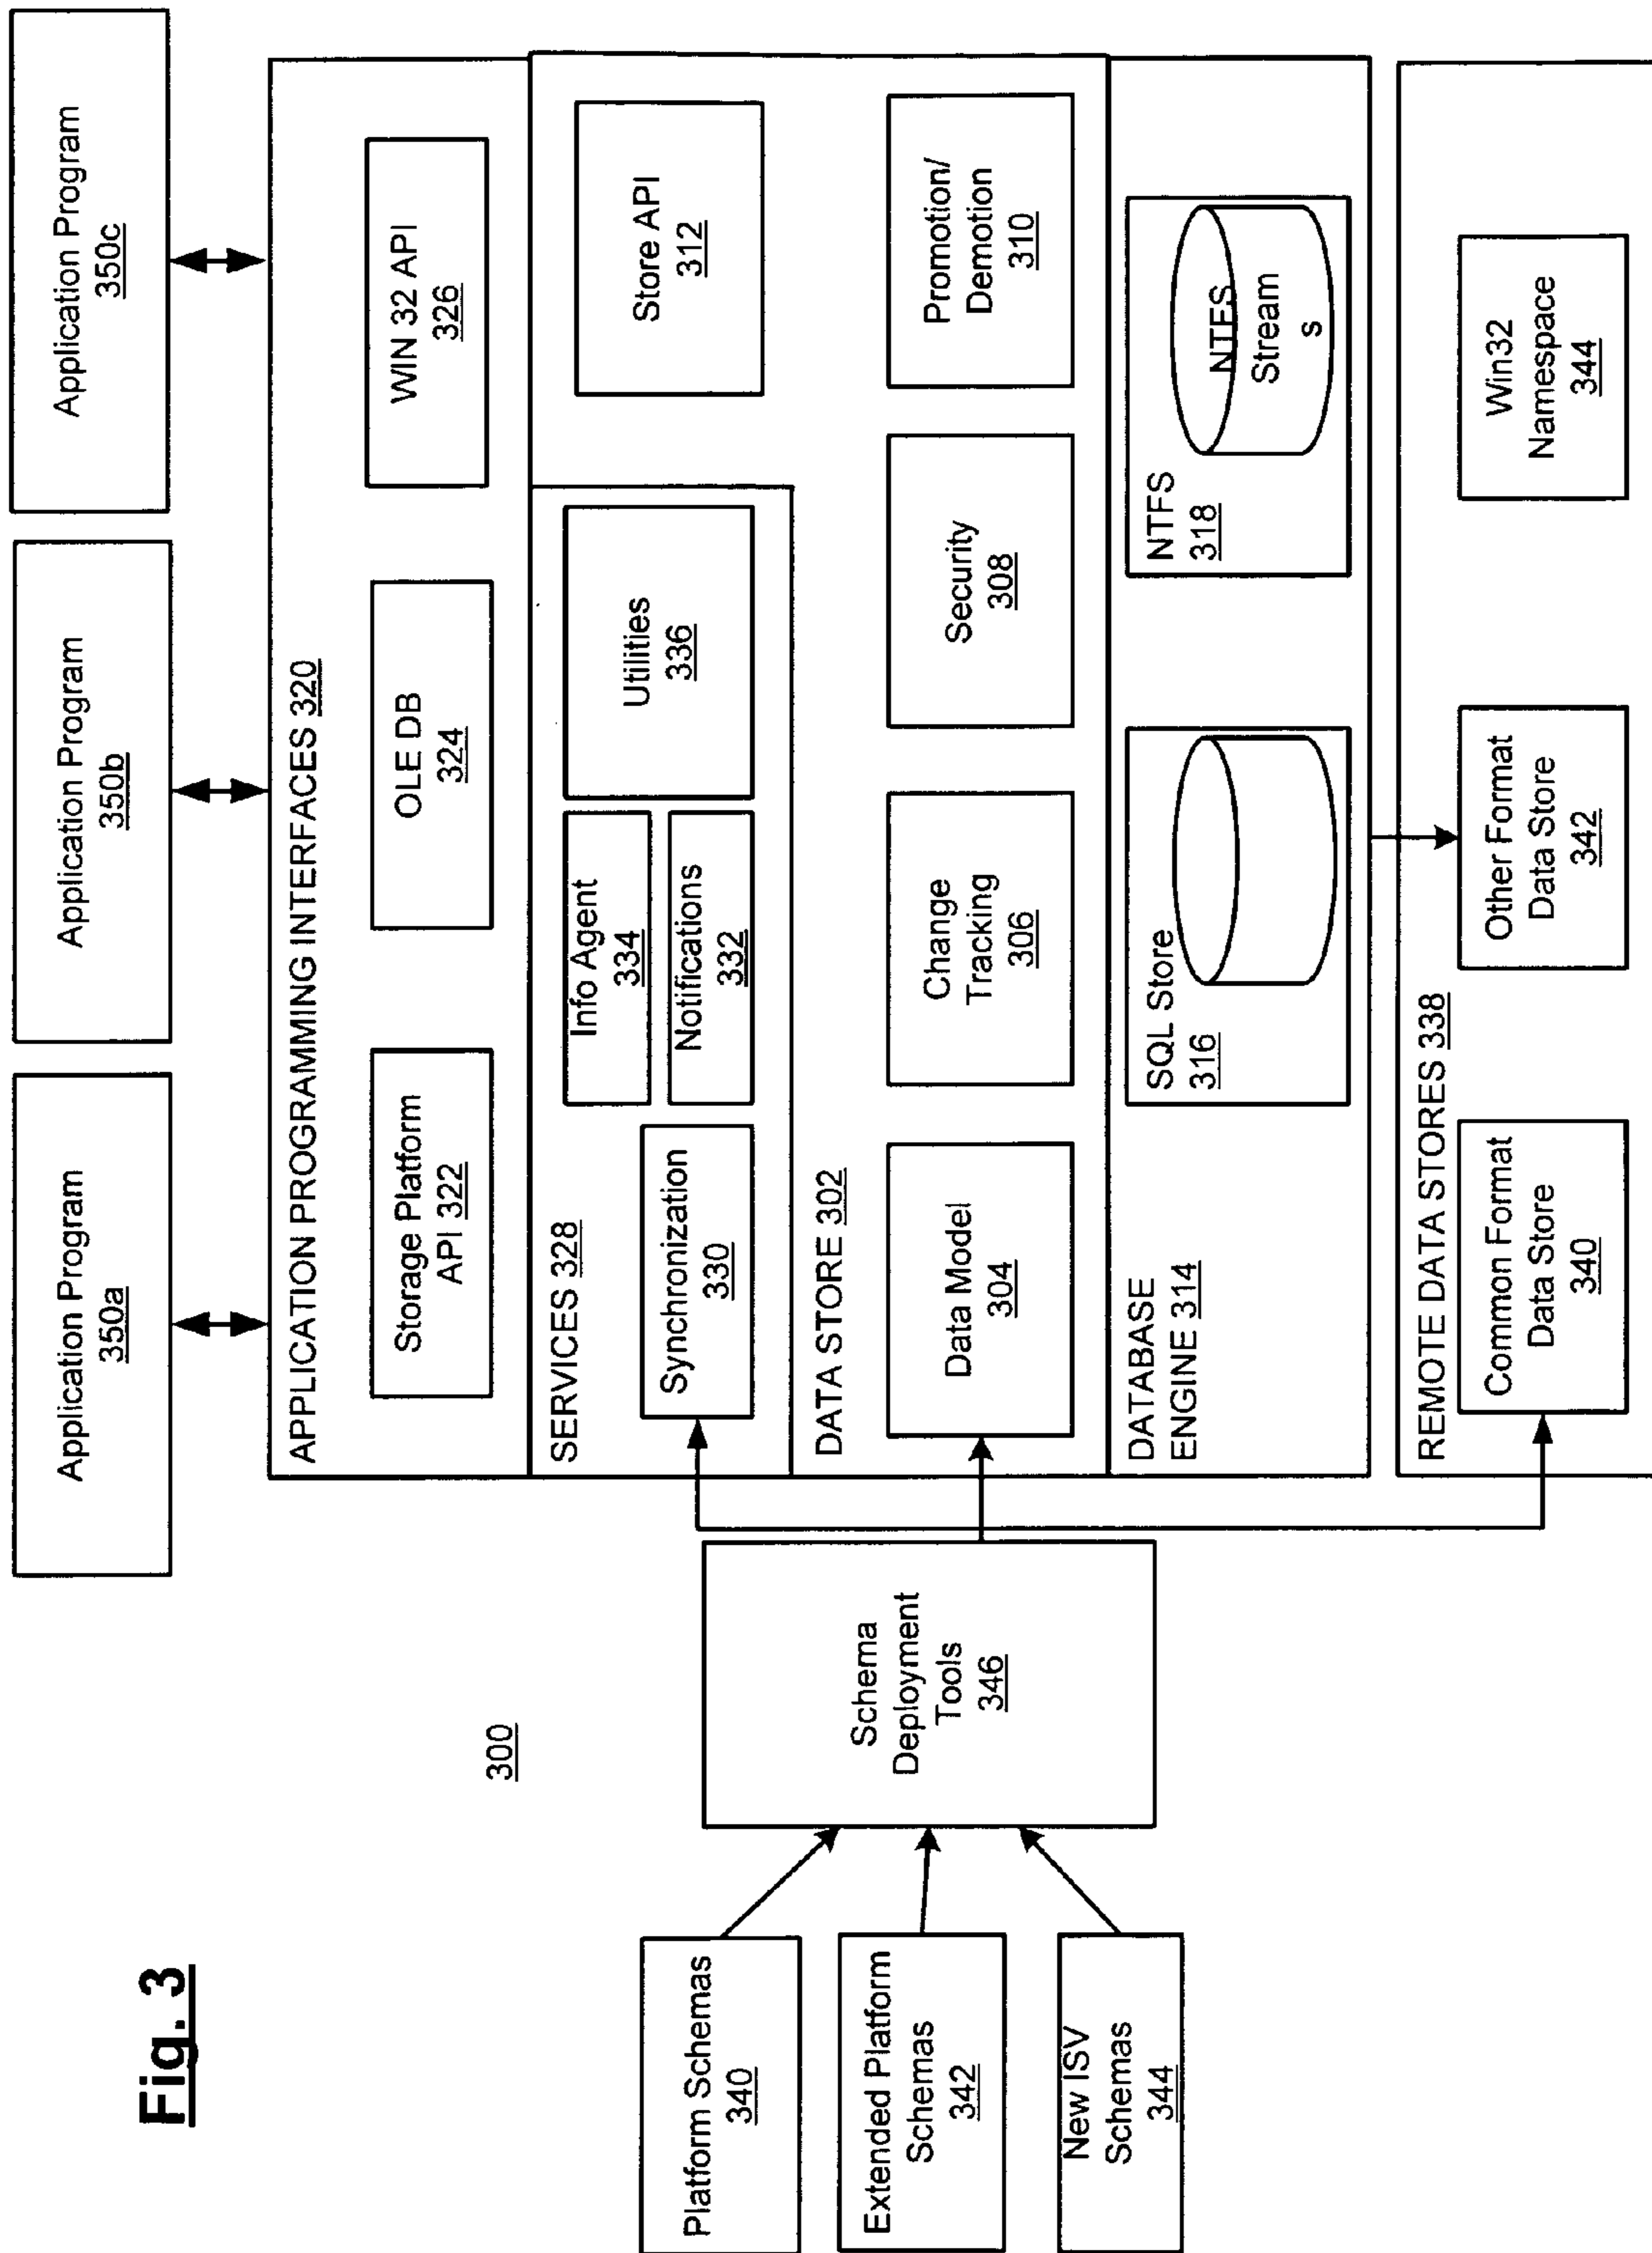 Application Program
350a
Application Program
350b
Application Program
350c
APPLICATION PROGRAMMING INTERFACES 320
Storage Platform
API 322
OLE DB
324
WIN 32 API
326
SERVICES 328
Synchronization
330
Info Agent
334
Notifications
332
Utilities
336
Store API
312
DATA STORE 302
Data Model
304
Change
Tracking
306
Security
308
Promotion/
Demotion
310
DATABASE
ENGINE 314
SQL Store
316
NTFS
318
NTFS
Stream
s
REMOTE DATA STORES 338
Common Format
Data Store
340
Other Format
Data Store
342
Win32
Namespace
344
300
Schema
Deployment
Tools
346
Platform Schemas
340
Extended Platform
Schemas
342
New ISV
Schemas
344
Fig. 3